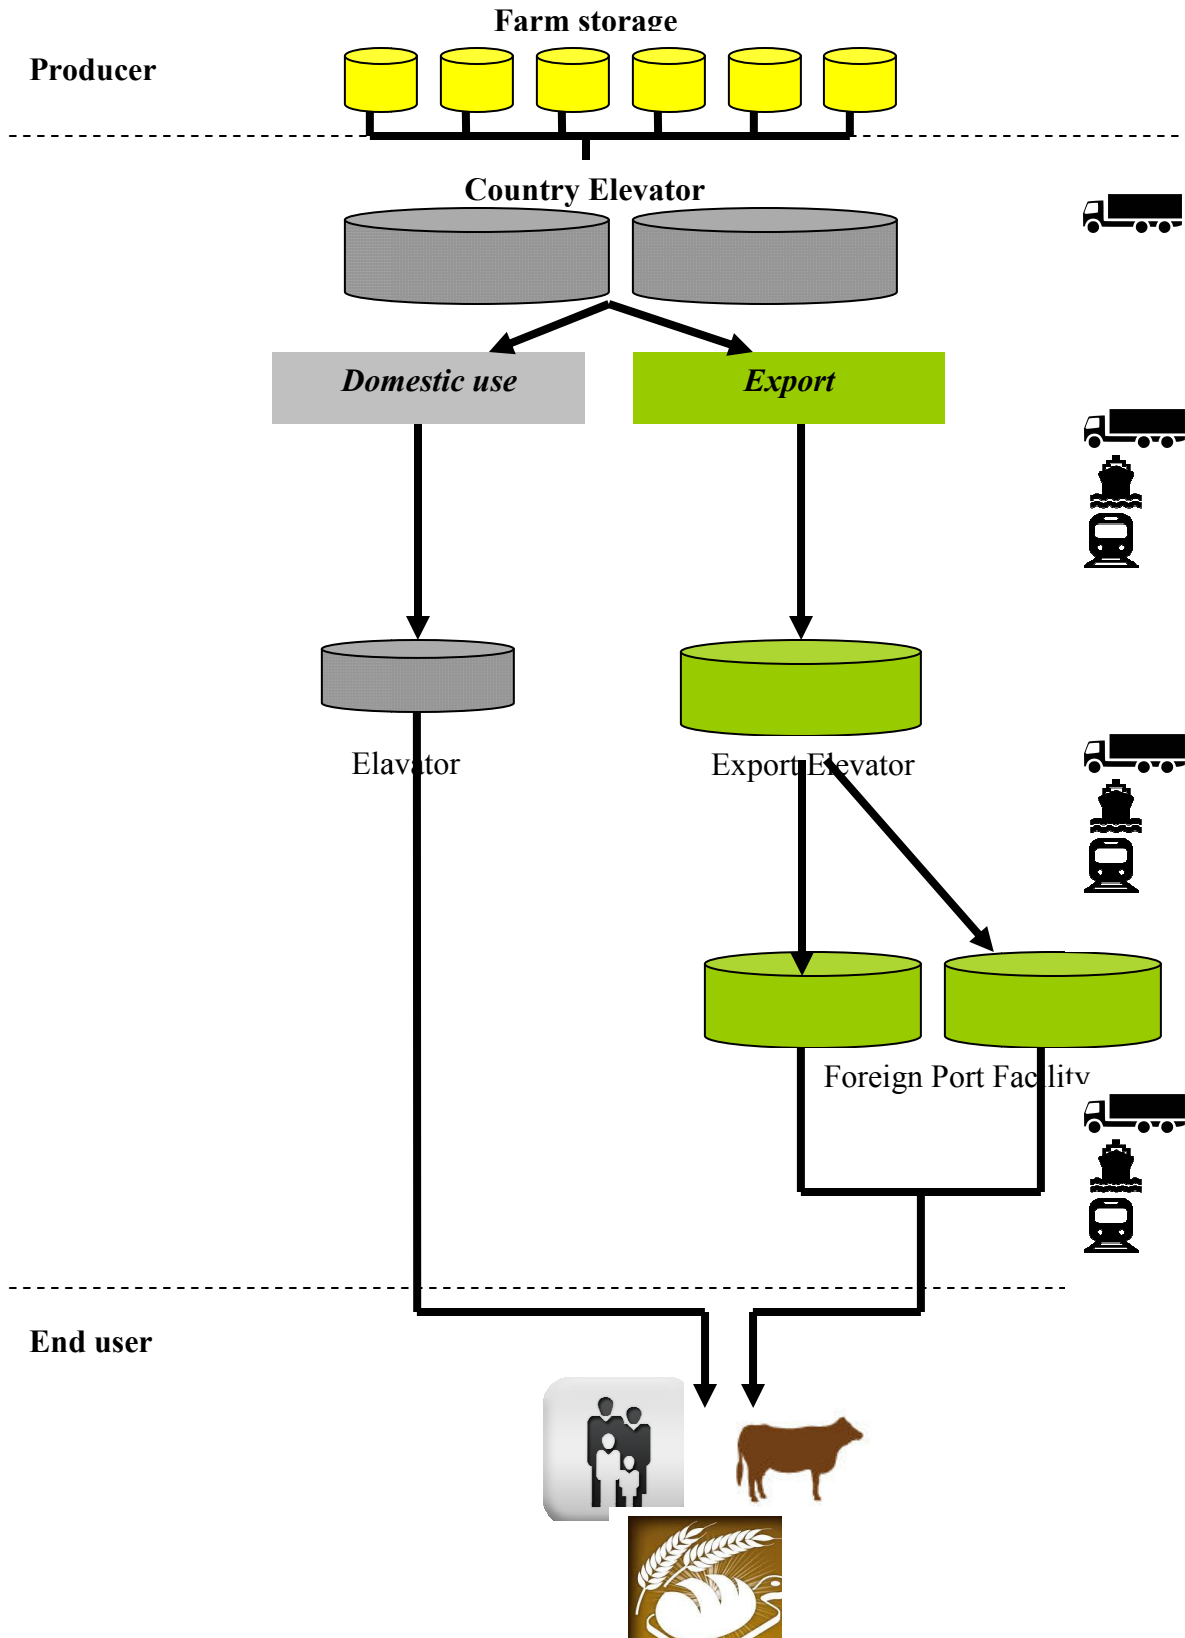 Farm storage
Producer
Country Elevator
Domestic use
Export
Elavator
Export Elevator
Foreign Port Facility
End user